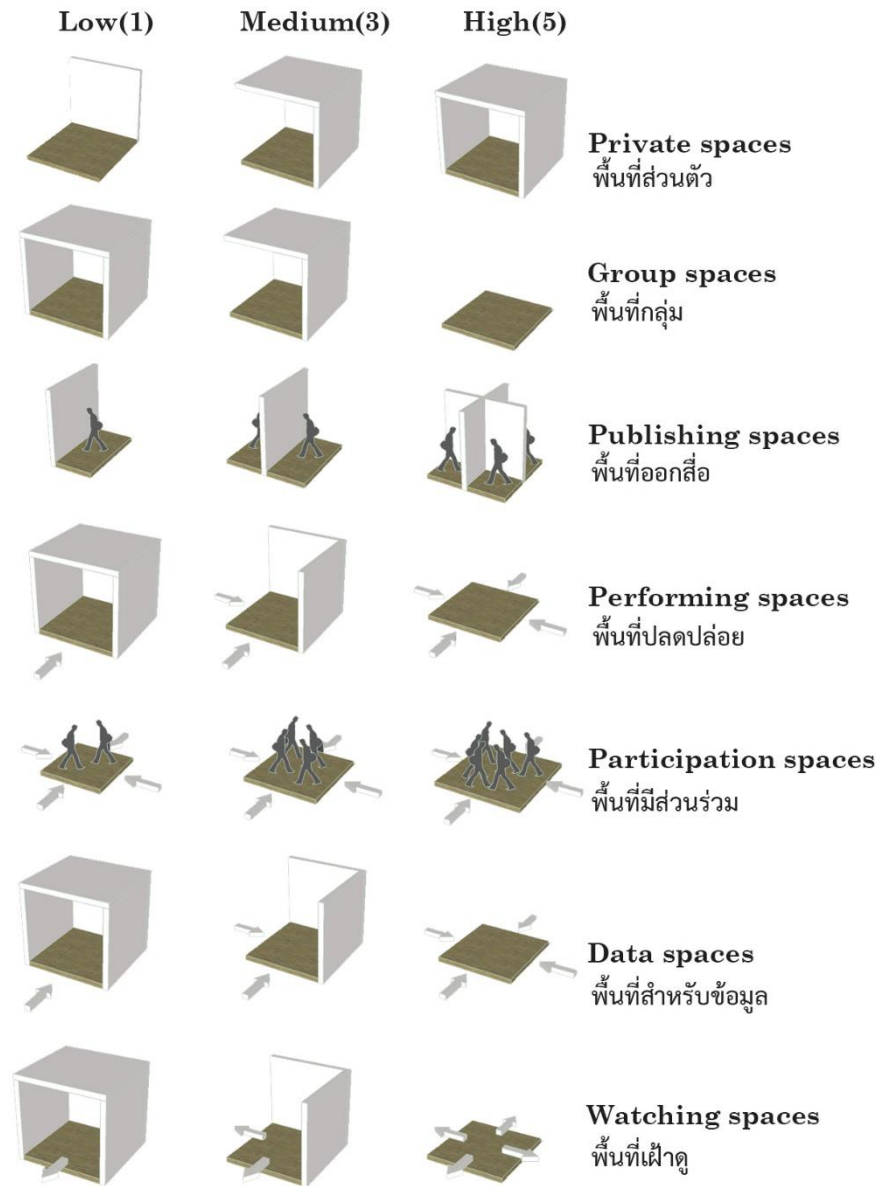 Low(1) Medium(3) High(5)
Private spaces
พื้นที่ส่วนตัว
Group spaces
พื้นที่กลุ่ม
Publishing spaces
พื้นที่ออกสื่อ
Performing spaces
พื้นที่ปลดปล่อย
Participation spaces
พื้นที่มีส่วนร่วม
Data spaces
พื้นที่สำหรับข้อมูล
Watching spaces
พื้นที่เฝ้าดู